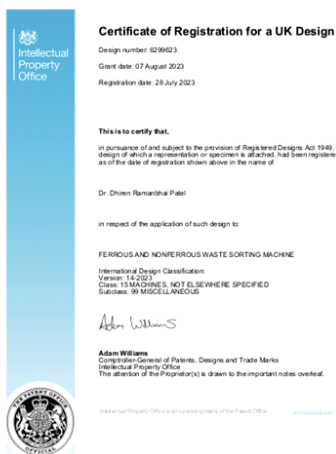 Intellectual
Property
Office
Certificate of Registration for a UK Design
Design number: 6299623
Grant date: 07 August 2023
Registration date: 28 July 2023
This is to certify that,
in pursuance of and subject to the provision of Registered Designs Act 1949,
design of which a representation or specimen is attached, had been registere
as of the date of registration shown above in the name of
Dr. Dhiren Ramanbhai Patel
in respect of the application of such design to:
FERROUS AND NONFERROUS WASTE SORTING MACHINE
International Design Classification:
Version: 14-2023
Class: 15 MACHINES, NOT ELSEWHERE SPECIFIED
Subclass: 99 MISCELLANEOUS
Adam Williams
Adam Williams
Comptroller-General of Patents, Designs and Trade Marks
Intellectual Property Office
The attention of the Proprietor(s) is drawn to the important notes overleaf.
Intellectual Property Office is an operating name of the Patent Office
THE PATENT OFFICE
OFFICIAL